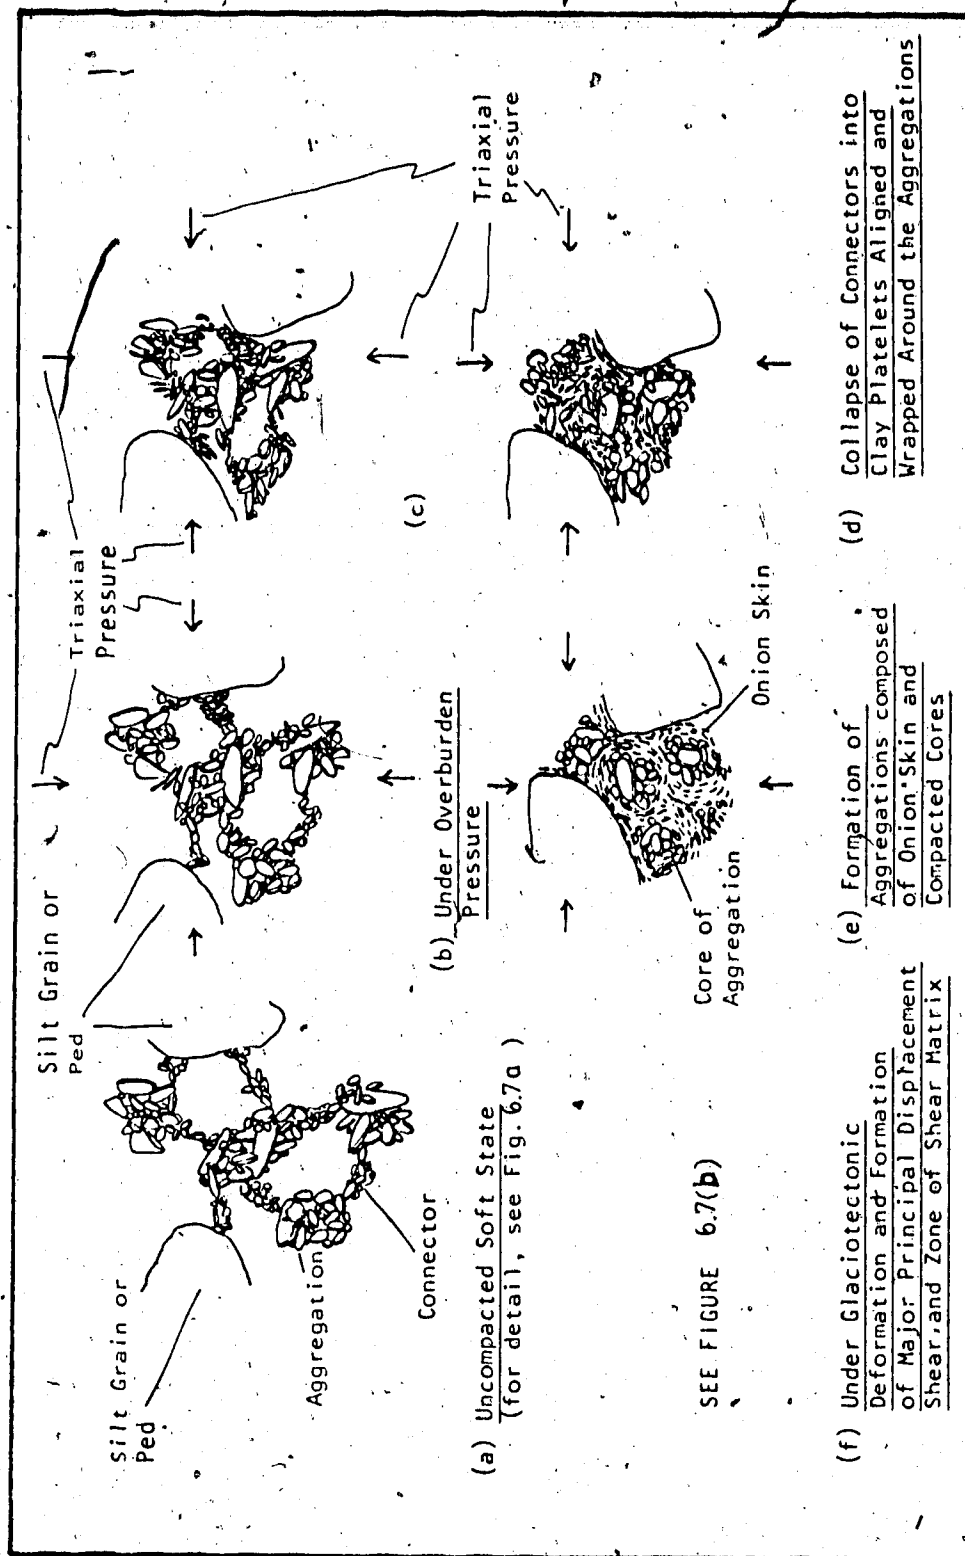 Silt Grain or
Ped
Aggregation
Connector
(a) Uncompacted Soft State
(for detail, see Fig. 6.7a )
Silt Grain or
Ped
Triaxial
Pressure
(b) Under Overburden
Pressure
(c)
Triaxial
Pressure
SEE FIGURE 6.7(b)
(f) Under Glaciotectonic
Deformation and Formation
of Major Principal Displacement
Shear, and Zone of Shear Matrix
Core of
Aggregation
Onion Skin
(e) Formation of
Aggregations composed
of Onion Skin and
Compacted Cores
(d) Collapse of Connectors into
Clay Platelets Aligned and
Wrapped Around the Aggregations